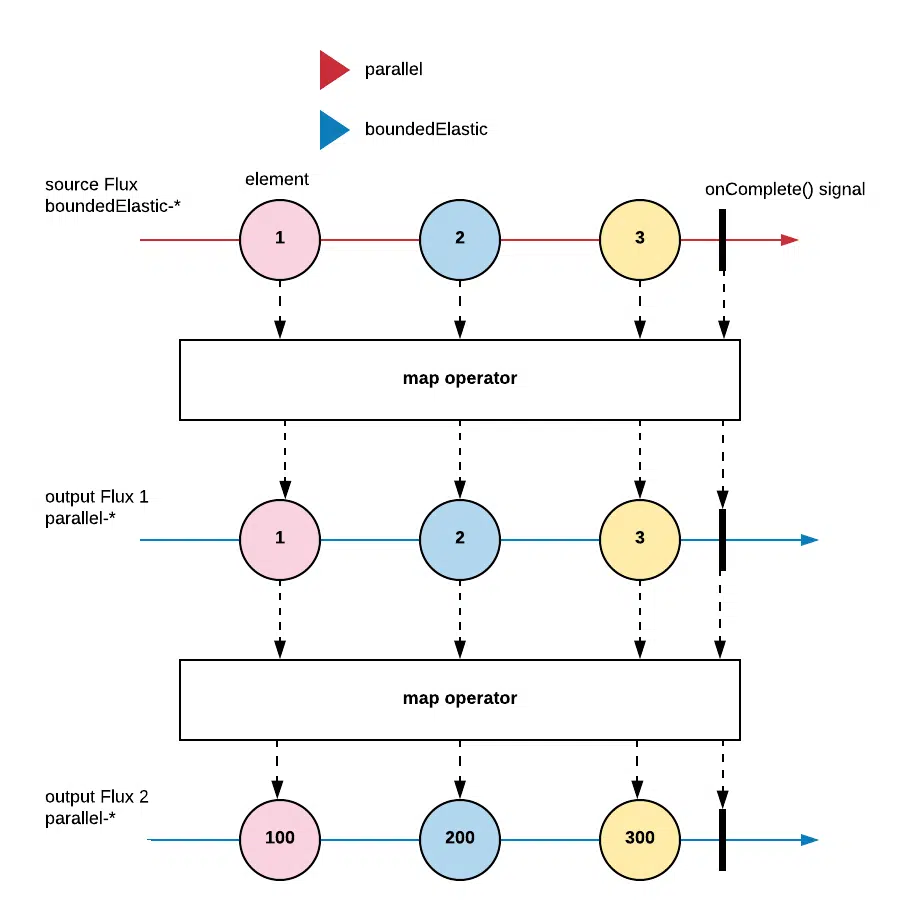 parallel
boundedElastic
element
source Flux
boundedElastic-*
onComplete() signal
1
2
3
map operator
output Flux 1
parallel-*
1
2
3
map operator
output Flux 2
parallel-*
100
200
300